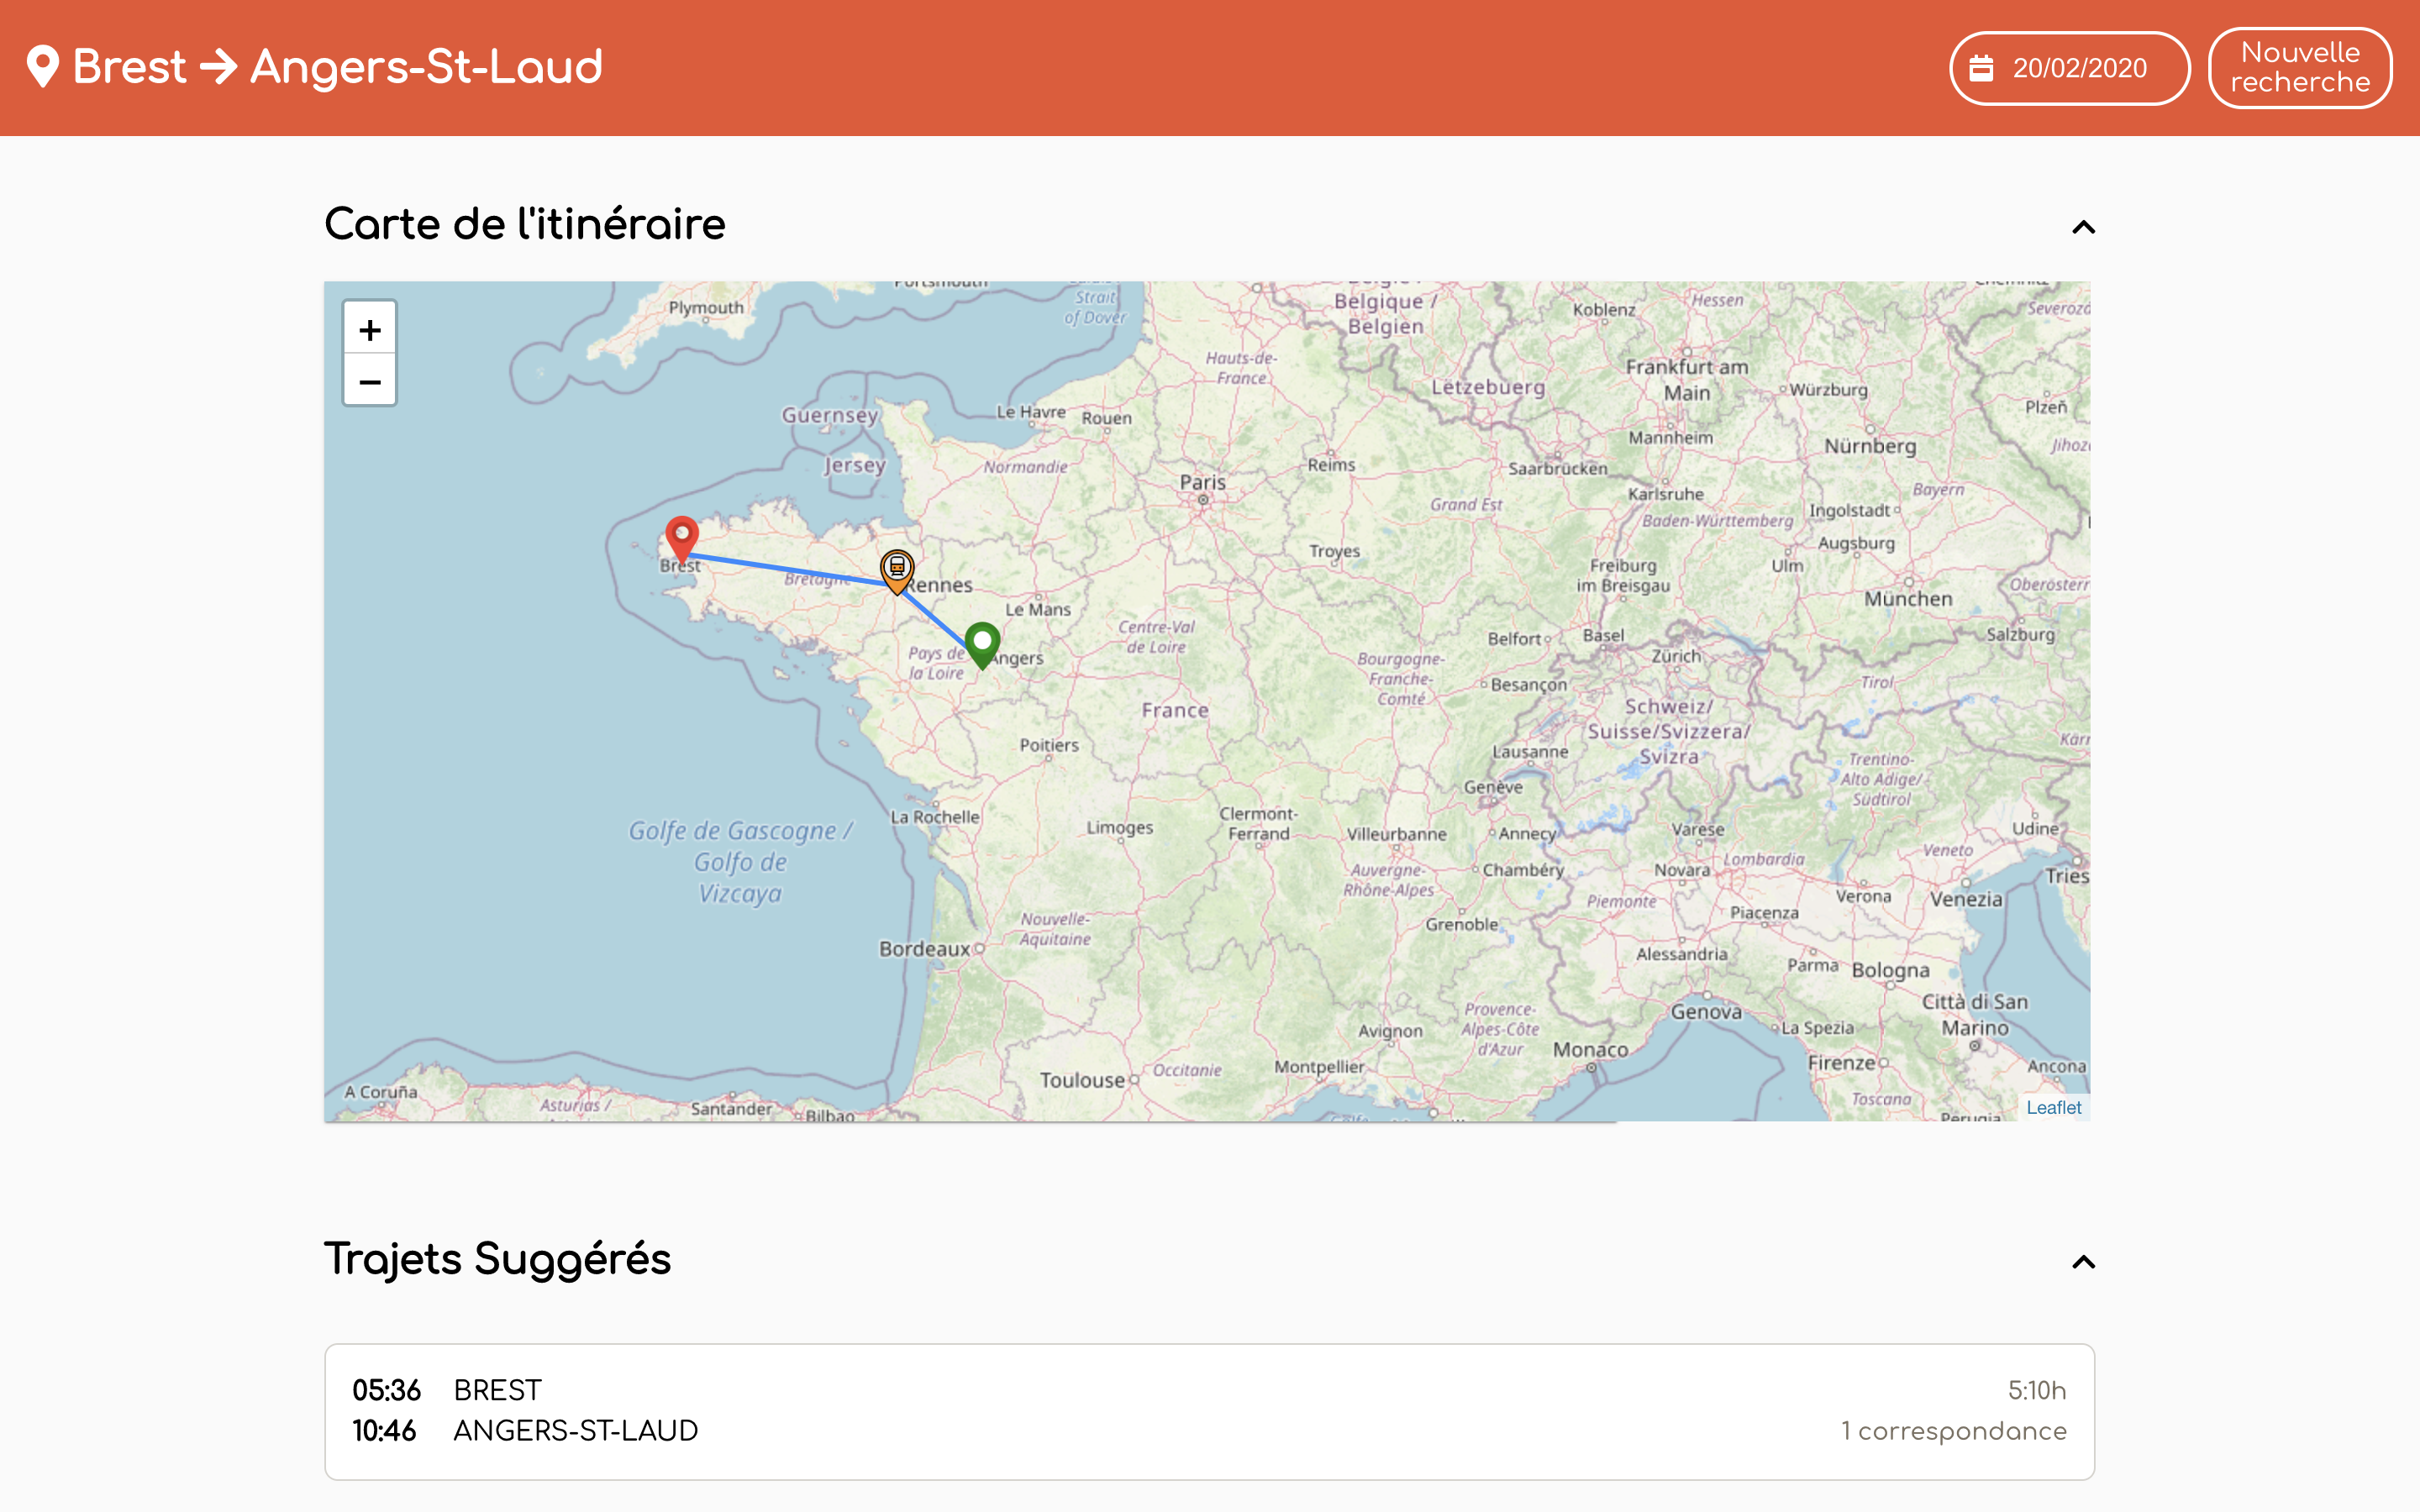 Brest → Angers-St-Laud
20/02/2020
Nouvelle
recherche
Carte de l'itinéraire
+
−
Plymouth
Portsmouth
Strait
of Dover
Belgique /
Belgien
Koblenz
Hessen
Hauts-de-
France
Lëtzebuerg
Frankfurt am
Main
Würzburg
Plzeň
Guernsey
Le Havre
Rouen
Mannheim
Nürnberg
Jersey
Normandie
Reims
Saarbrücken
Paris
Karlsruhe
Bayern
Grand Est
Baden-Württemberg
Ingolstadt
Troyes
Augsburg
Brest
Bretagne
Rennes
Freiburg
im Breisgau
Ulm
München
Le Mans
Centre-Val
de Loire
Belfort
Basel
Salzburg
Pays de
la Loire
Angers
Bourgogne-
Franche-
Comté
Zürich
Besançon
Tirol
France
Schweiz/
Suisse/Svizzera/
Svizra
Poitiers
Lausanne
Trentino-
Alto Adige/
Südtirol
Genève
La Rochelle
Limoges
Clermont-
Ferrand
Villeurbanne
Annecy
Varese
Udine
Golfe de Gascogne /
Golfo de
Vizcaya
Auvergne-
Rhône-Alpes
Chambéry
Novara
Lombardia
Veneto
Tries
Piemonte
Verona
Venezia
Nouvelle-
Aquitaine
Grenoble
Piacenza
Bordeaux
Alessandria
Parma
Bologna
Provence-
Alpes-Côte
d'Azur
Genova
Città di San
Marino
Avignon
La Spezia
Monaco
Firenze
Montpellier
Toulouse
Occitanie
Ancona
A Coruña
Asturias /
Santander
Bilbao
Toscana
Perugia
Leaflet
Trajets Suggérés
05:36 BREST 5:10h
10:46 ANGERS-ST-LAUD 1 correspondance